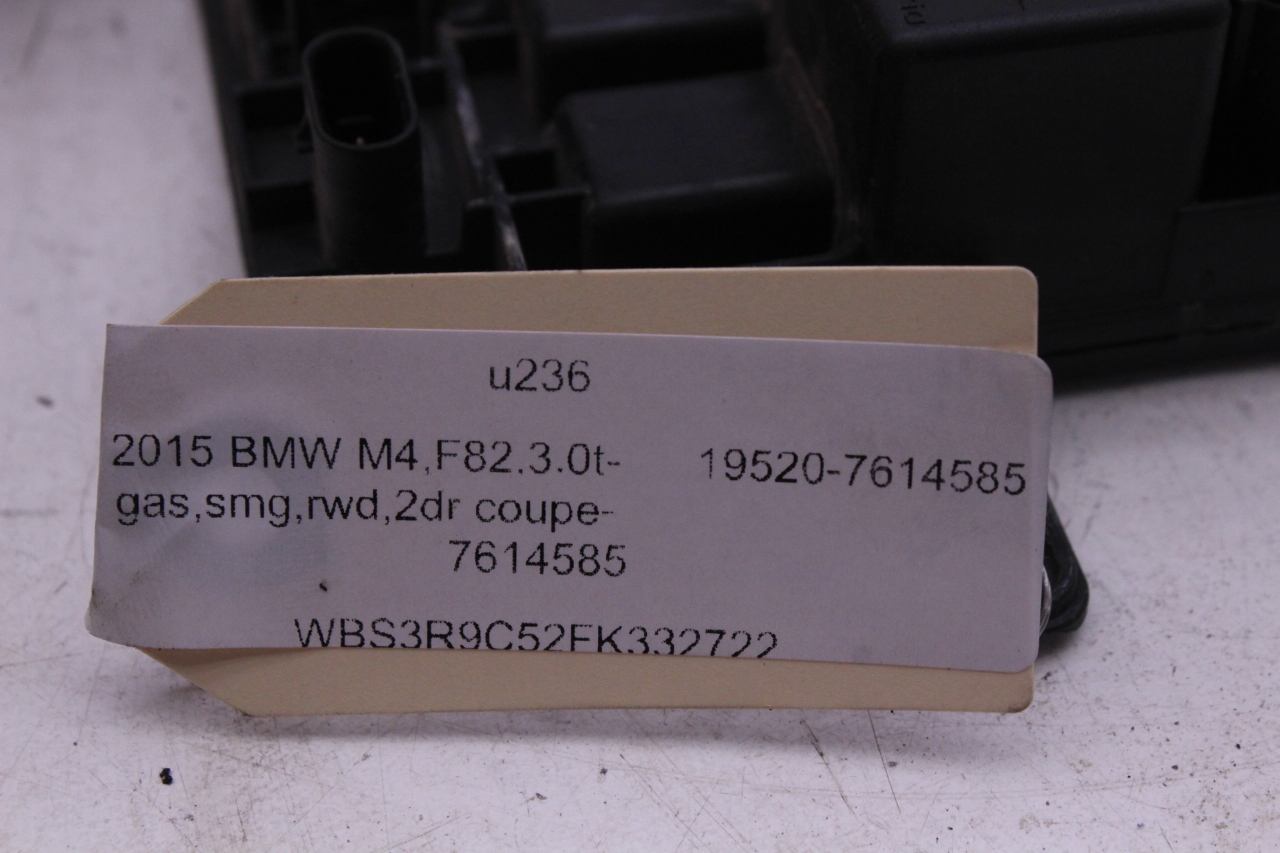 u236
2015 BMW M4,F82,3.0t-
gas,smg,rwd,2dr coupe-
7614585
19520-7614585
WBS3R9C52FK332722